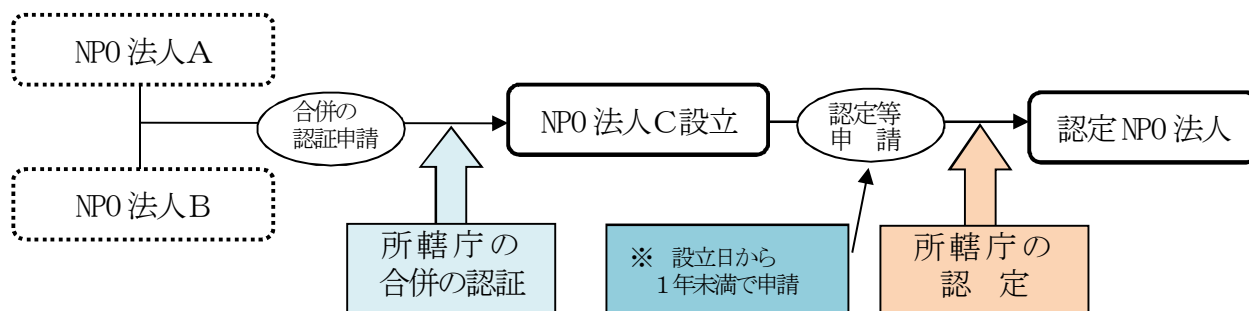 NPO法人A
NPO法人B
合併の
認証申請
NPO法人C設立
認定等
申　請
認定NPO法人
所轄庁の
合併の認証
※　設立日から
１年未満で申請
所轄庁の
認　定